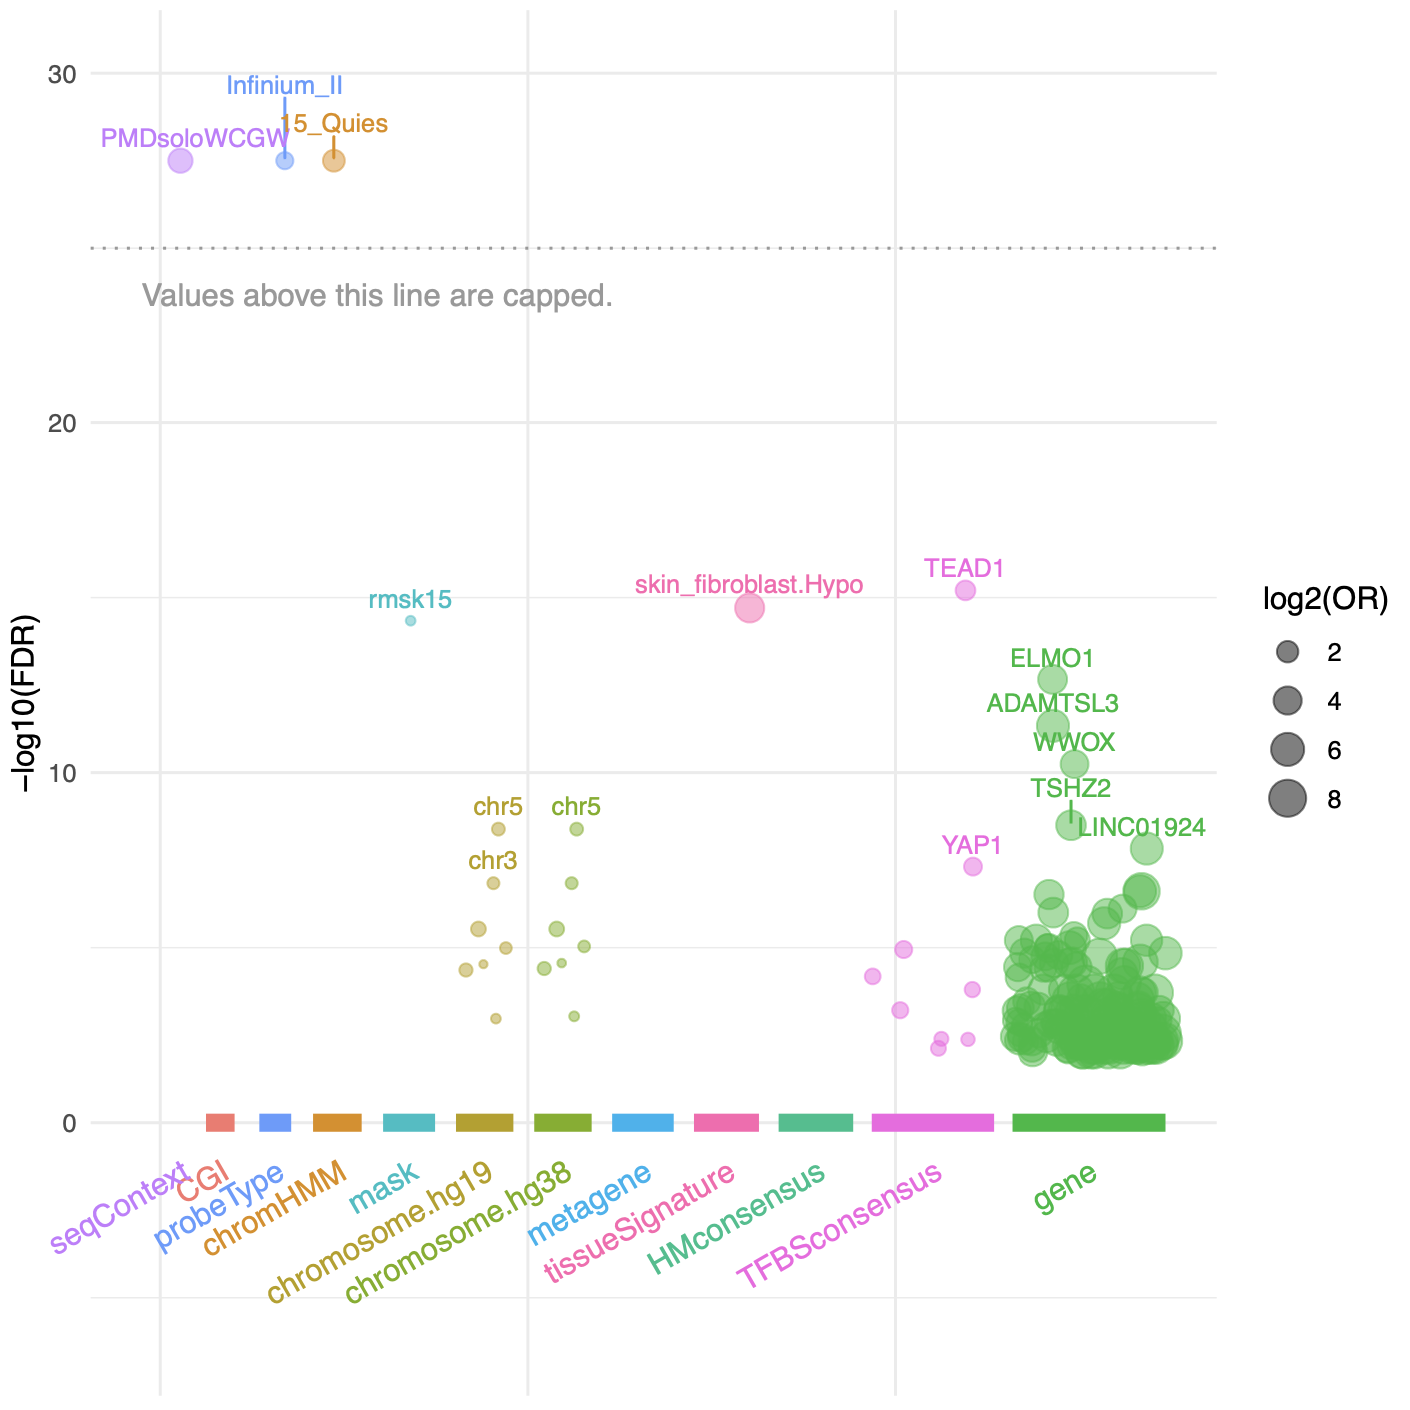 30
Infinium_II
15_Quies
PMDsoloWCGW
Values above this line are capped.
20
TEAD1
skin_fibroblast.Hypo
rmsk15
ELMO1
ADAMTSL3
WWOX
10
TSHZ2
chr5
chr5
LINC01924
YAP1
chr3
0
−log10(FDR)
seqContext
CGI
probeType
chromHMM
mask
chromosome.hg19
chromosome.hg38
metagene
tissueSignature
HMconsensus
TFBSconsensus
gene
log2(OR)
2
4
6
8